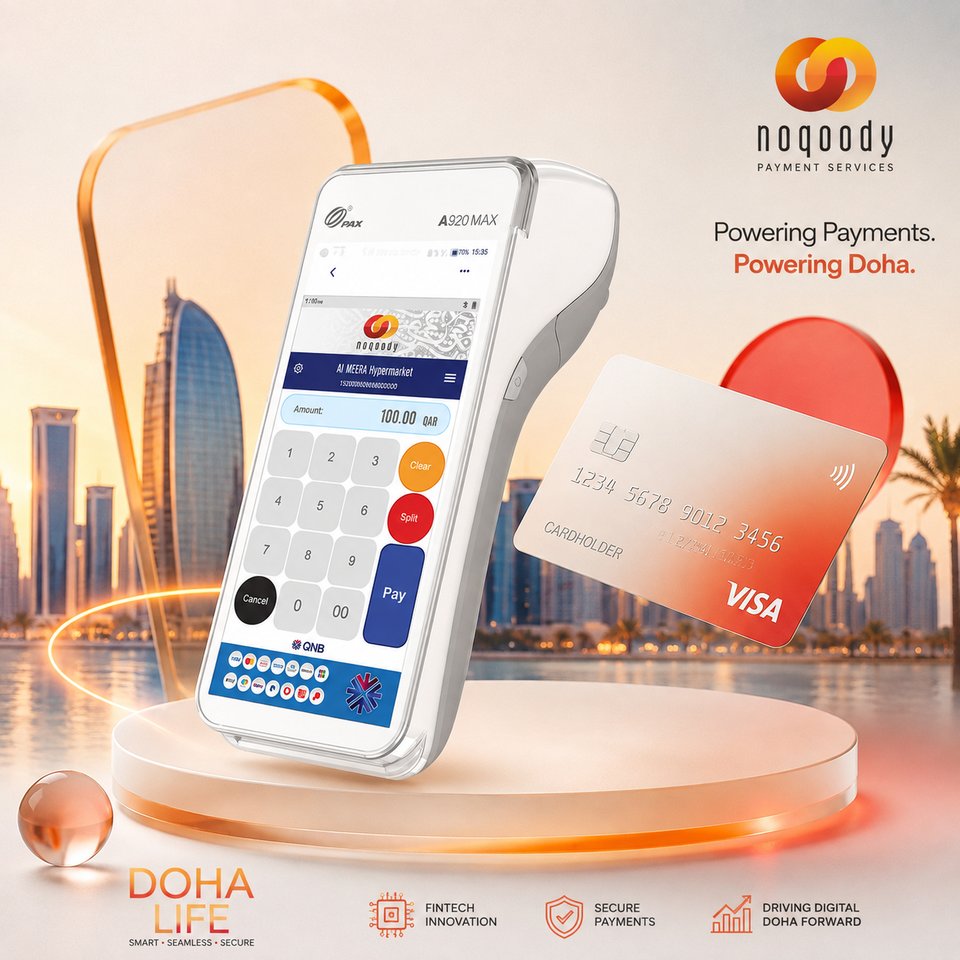 noqoody
PAYMENT SERVICES
Powering Payments.
Powering Doha.
PAX
A920 MAX
70% 15:35
noqoody
Al MEERA Hypermarket
Amount:
100.00 QAR
1
2
3
Clear
4
5
6
Split
7
8
9
Pay
Cancel
0
00
QNB
1234 5678 9012 3456
CARDHOLDER
VISA
DOHA
LIFE
SMART • SEAMLESS • SECURE
FINTECH
INNOVATION
SECURE
PAYMENTS
DRIVING DIGITAL
DOHA FORWARD